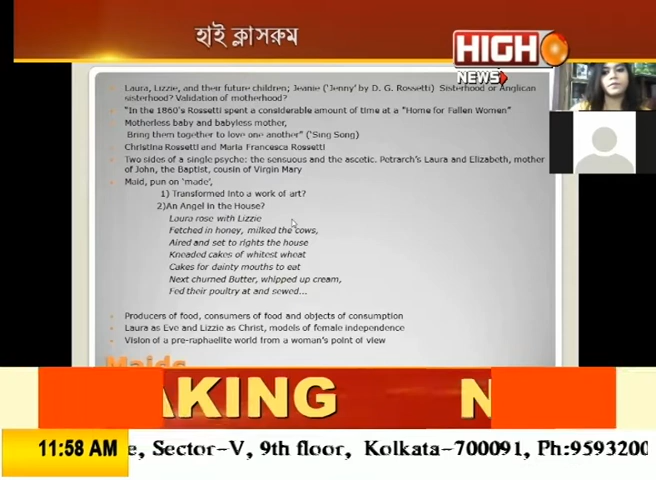 হাই ক্লাসরুম
HIGH
NEWS
Laura, Lizzie, and their future children; Jeanie ('Jenny' by D. G. Rossetti) Sisterhood or Anglican
sisterhood? Validation of motherhood?
"In the 1860's Rossetti spent a considerable amount of time at a "Home for Fallen Women"
Motherless baby and babyless mother,
Bring them together to love one another" ('Sing Song}
Christina Rossetti and Maria Francesca Rossetti
Two sides of a single psyche: the sensuous and the ascetic. Petrarch's Laura and Elizabeth, mother
of John, the Baptist, cousin of Virgin Mary
Maid, pun on 'made',
1) Transformed into a work of art?
2)An Angel in the House?
Laura rose with Lizzie
Fetched in honey, milked the cows,
Aired and set to rights the house
Kneaded cakes of whitest wheat
Cakes for dainty mouths to eat
Next churned Butter, whipped up cream,
Fed their poultry at and sewed...
Producers of food, consumers of food and objects of consumption
Laura as Eve and Lizzie as Christ, models of female independence
Vision of a pre-raphaelite world from a woman's point of view
Maids
AKING N
11:58 AM e, Sector-V, 9th floor, Kolkata-700091, Ph:9593200